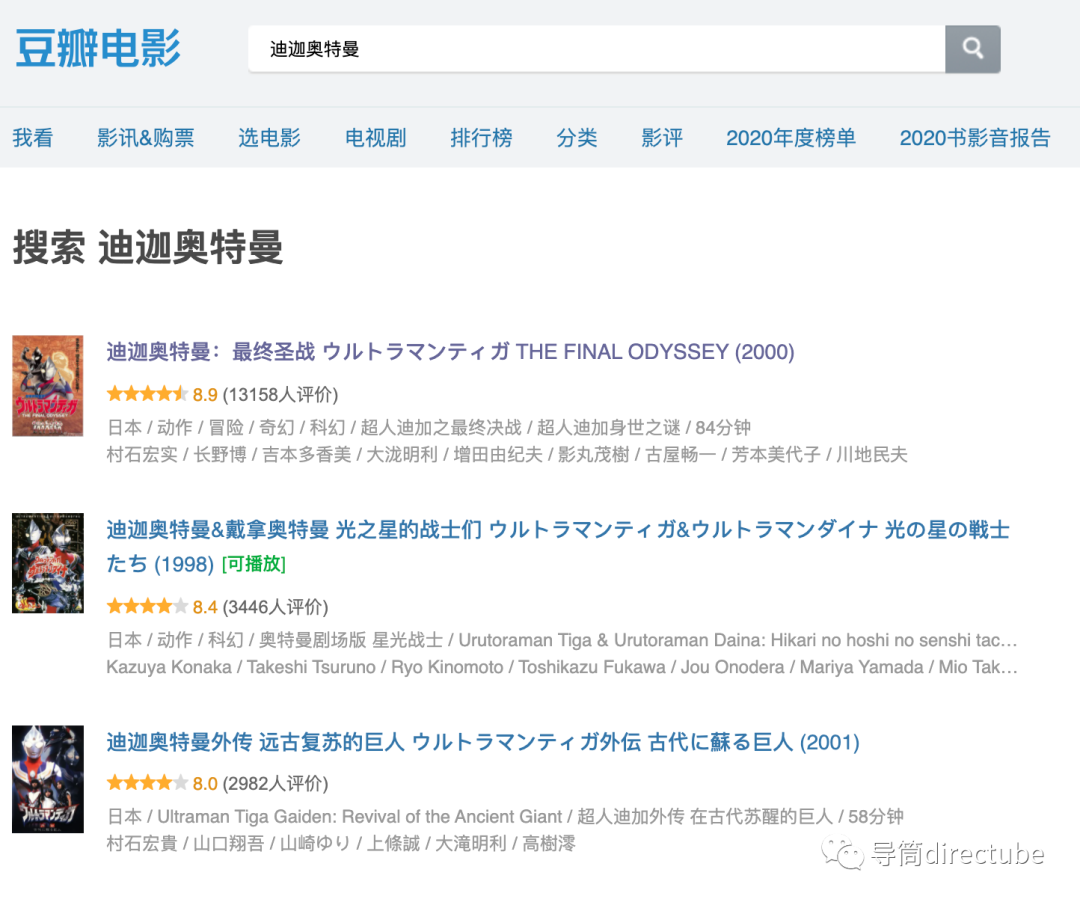 豆瓣电影
迪迦奥特曼
我看 影讯&购票 选电影 电视剧 排行榜 分类 影评 2020年度榜单 2020书影音报告
搜索 迪迦奥特曼
迪迦奥特曼：最终圣战 ウルトラマンティガ THE FINAL ODYSSEY (2000)
8.9 (13158人评价)
日本 / 动作 / 冒险 / 奇幻 / 科幻 / 超人迪加之最终决战 / 超人迪加身世之谜 / 84分钟
村石宏实 / 长野博 / 吉本多香美 / 大泷明利 / 增田由纪夫 / 影丸茂樹 / 古屋畅一 / 芳本美代子 / 川地民夫
迪迦奥特曼&戴拿奥特曼 光之星的战士们 ウルトラマンティガ&ウルトラマンダイナ 光の星の戦士
たち (1998) [可播放]
8.4 (3446人评价)
日本 / 动作 / 科幻 / 奥特曼剧场版 星光战士 / Urutoraman Tiga & Urutoraman Daina: Hikari no hoshi no senshi tac...
Kazuya Konaka / Takeshi Tsuruno / Ryo Kinomoto / Toshikazu Fukawa / Jou Onodera / Mariya Yamada / Mio Tak...
迪迦奥特曼外传 远古复苏的巨人 ウルトラマンティガ外伝 古代に蘇る巨人 (2001)
8.0 (2982人评价)
日本 / Ultraman Tiga Gaiden: Revival of the Ancient Giant / 超人迪加外传 在古代苏醒的巨人 / 58分钟
村石宏貴 / 山口翔吾 / 山崎ゆり / 上條誠 / 大滝明利 / 高樹澪
导筒directube